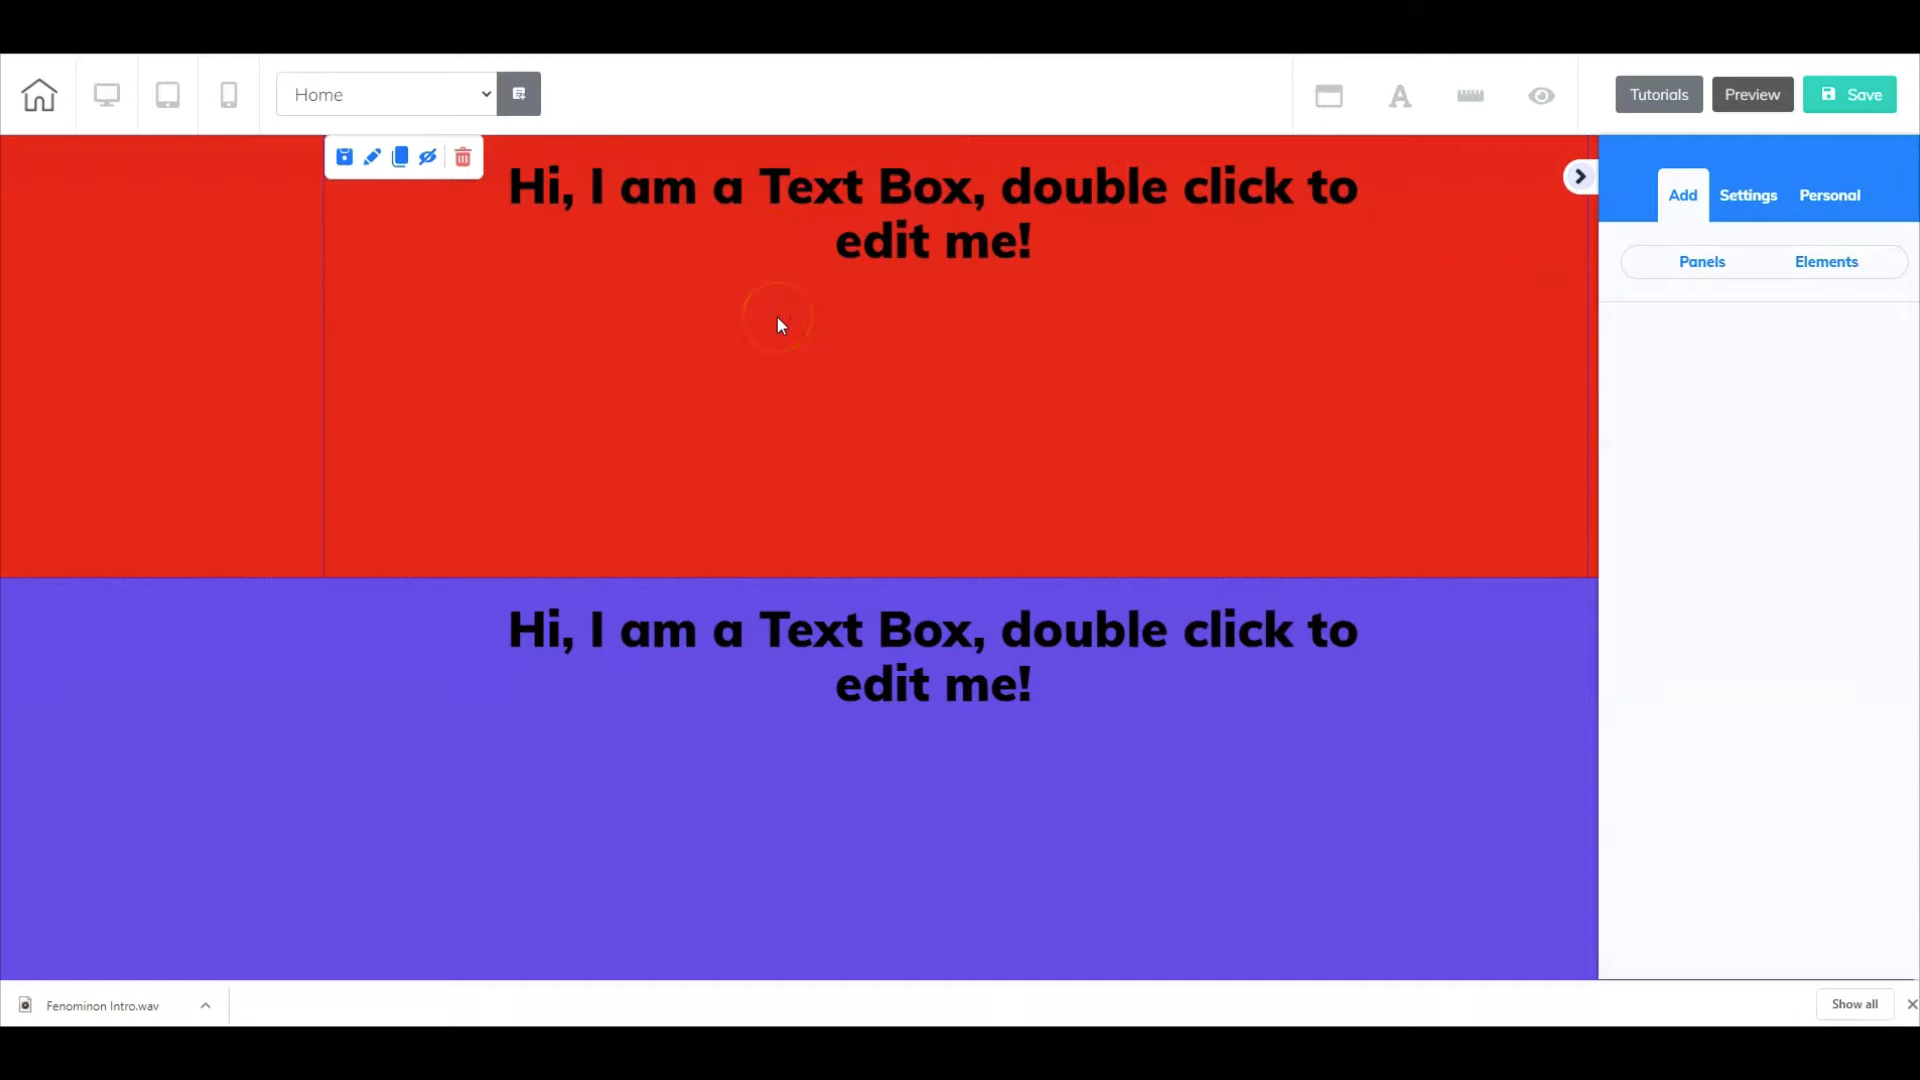 Home
Tutorials
Preview
Save
Hi, I am a Text Box, double click to
edit me!
Add
Settings
Personal
Panels
Elements
Hi, I am a Text Box, double click to
edit me!
Fenominon Intro.wav
Show all